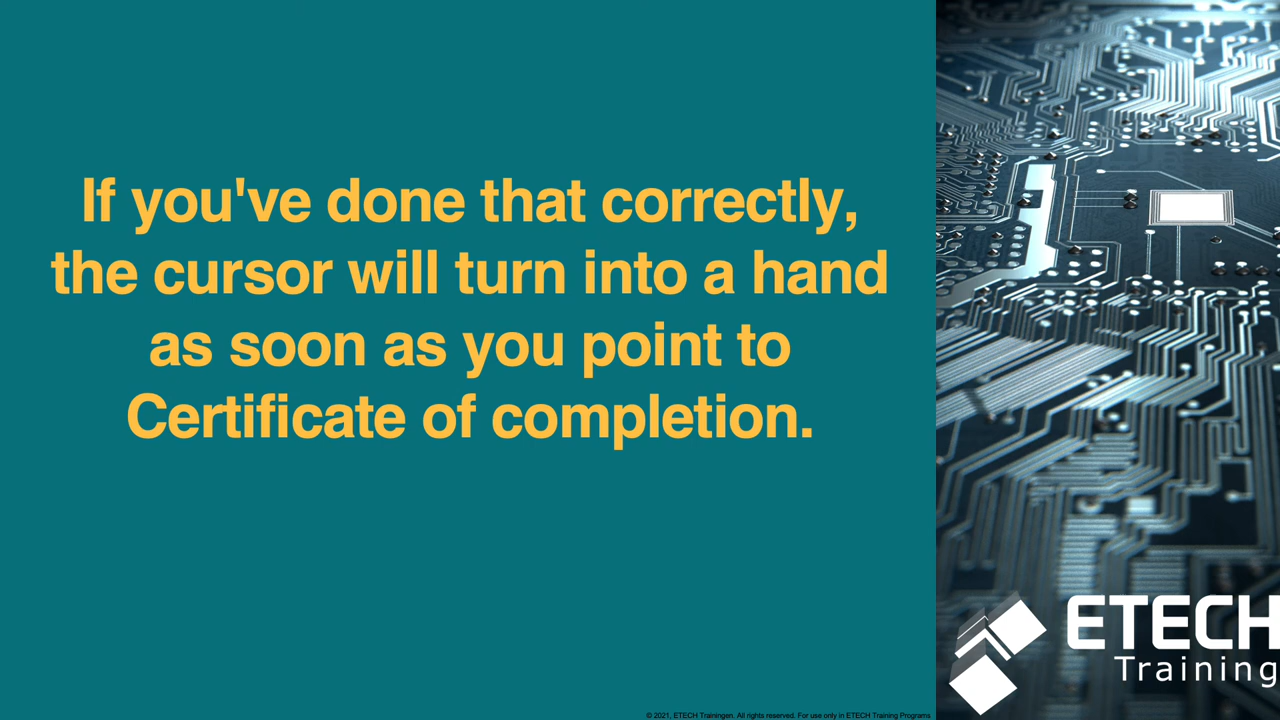 If you've done that correctly,
the cursor will turn into a hand
as soon as you point to
Certificate of completion.
ETECH
Training
© 2021, ETECH Trainingen. All rights reserved. For use only in ETECH Training Programs